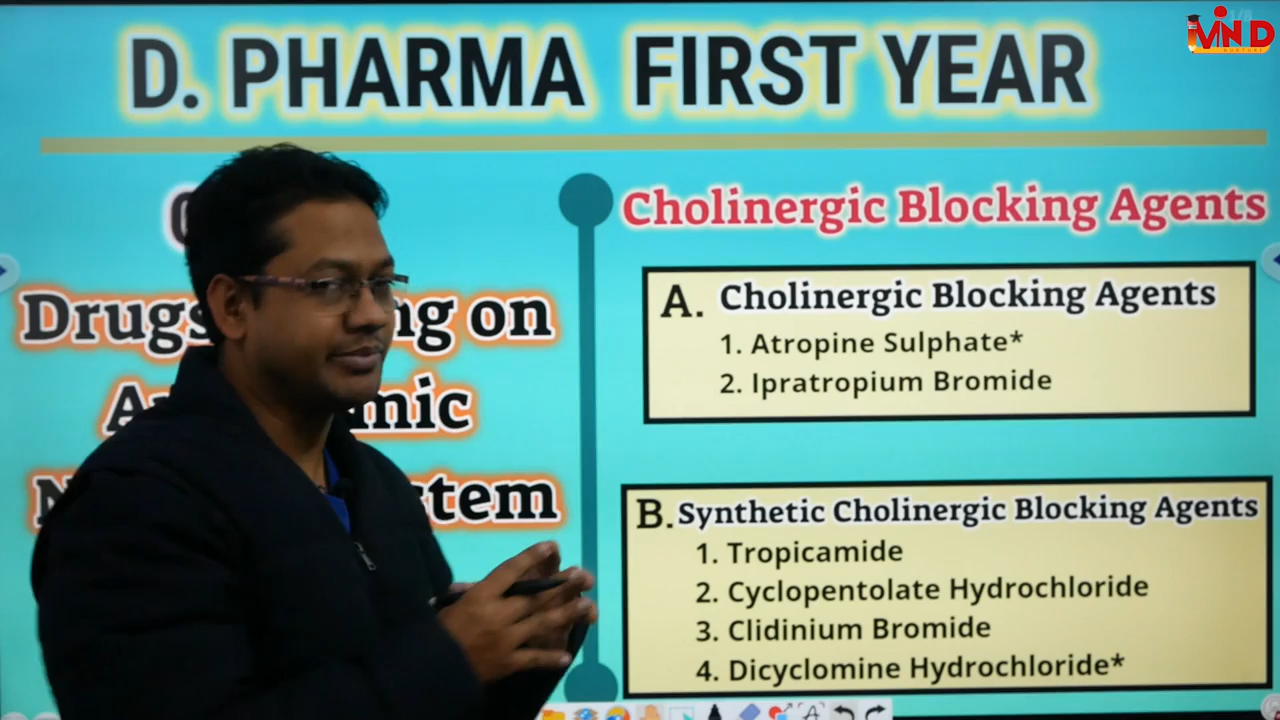 D. PHARMA FIRST YEAR
MIND
Cholinergic Blocking Agents
Drugs ng on
mic
stem
A. Cholinergic Blocking Agents
1. Atropine Sulphate*
2. Ipratropium Bromide
B. Synthetic Cholinergic Blocking Agents
1. Tropicamide
2. Cyclopentolate Hydrochloride
3. Clidinium Bromide
4. Dicyclomine Hydrochloride*